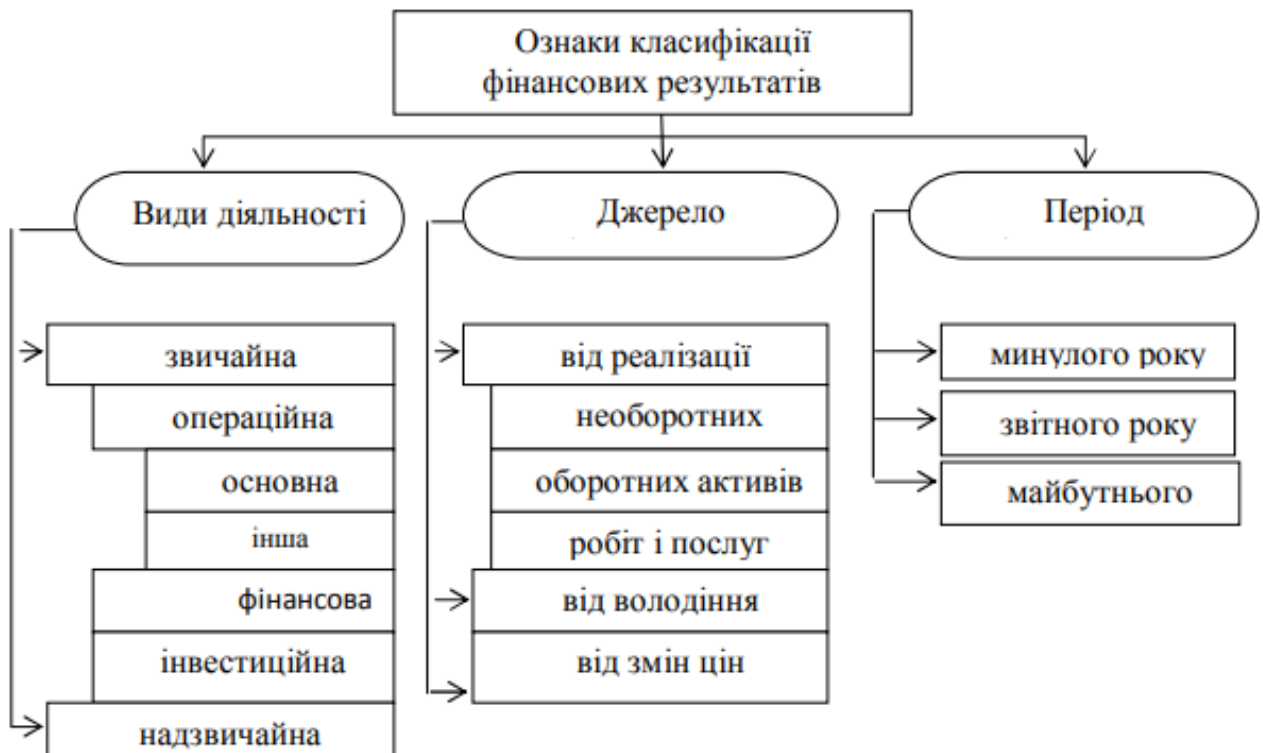 Ознаки класифікації
фінансових результатів
Види діяльності
Джерело
Період
звичайна
операційна
основна
інша
фінансова
інвестиційна
надзвичайна
від реалізації
необоротних
оборотних активів
робіт і послуг
від володіння
від змін цін
минулого року
звітного року
майбутнього